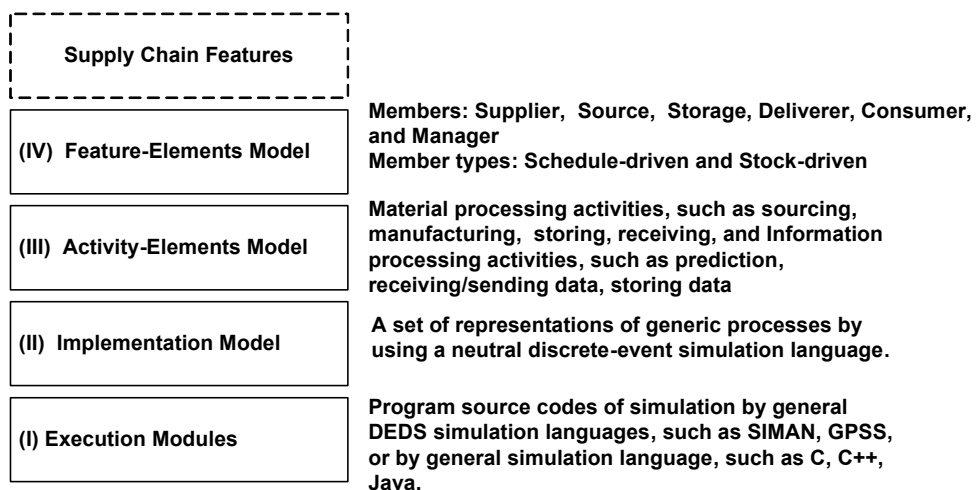 Supply Chain Features
(IV) Feature-Elements Model
Members: Supplier, Source, Storage, Deliverer, Consumer,
and Manager
Member types: Schedule-driven and Stock-driven
(III) Activity-Elements Model
Material processing activities, such as sourcing,
manufacturing, storing, receiving, and Information
processing activities, such as prediction,
receiving/sending data, storing data
(II) Implementation Model
A set of representations of generic processes by
using a neutral discrete-event simulation language.
(I) Execution Modules
Program source codes of simulation by general
DEDS simulation languages, such as SIMAN, GPSS,
or by general simulation language, such as C, C++,
Java.